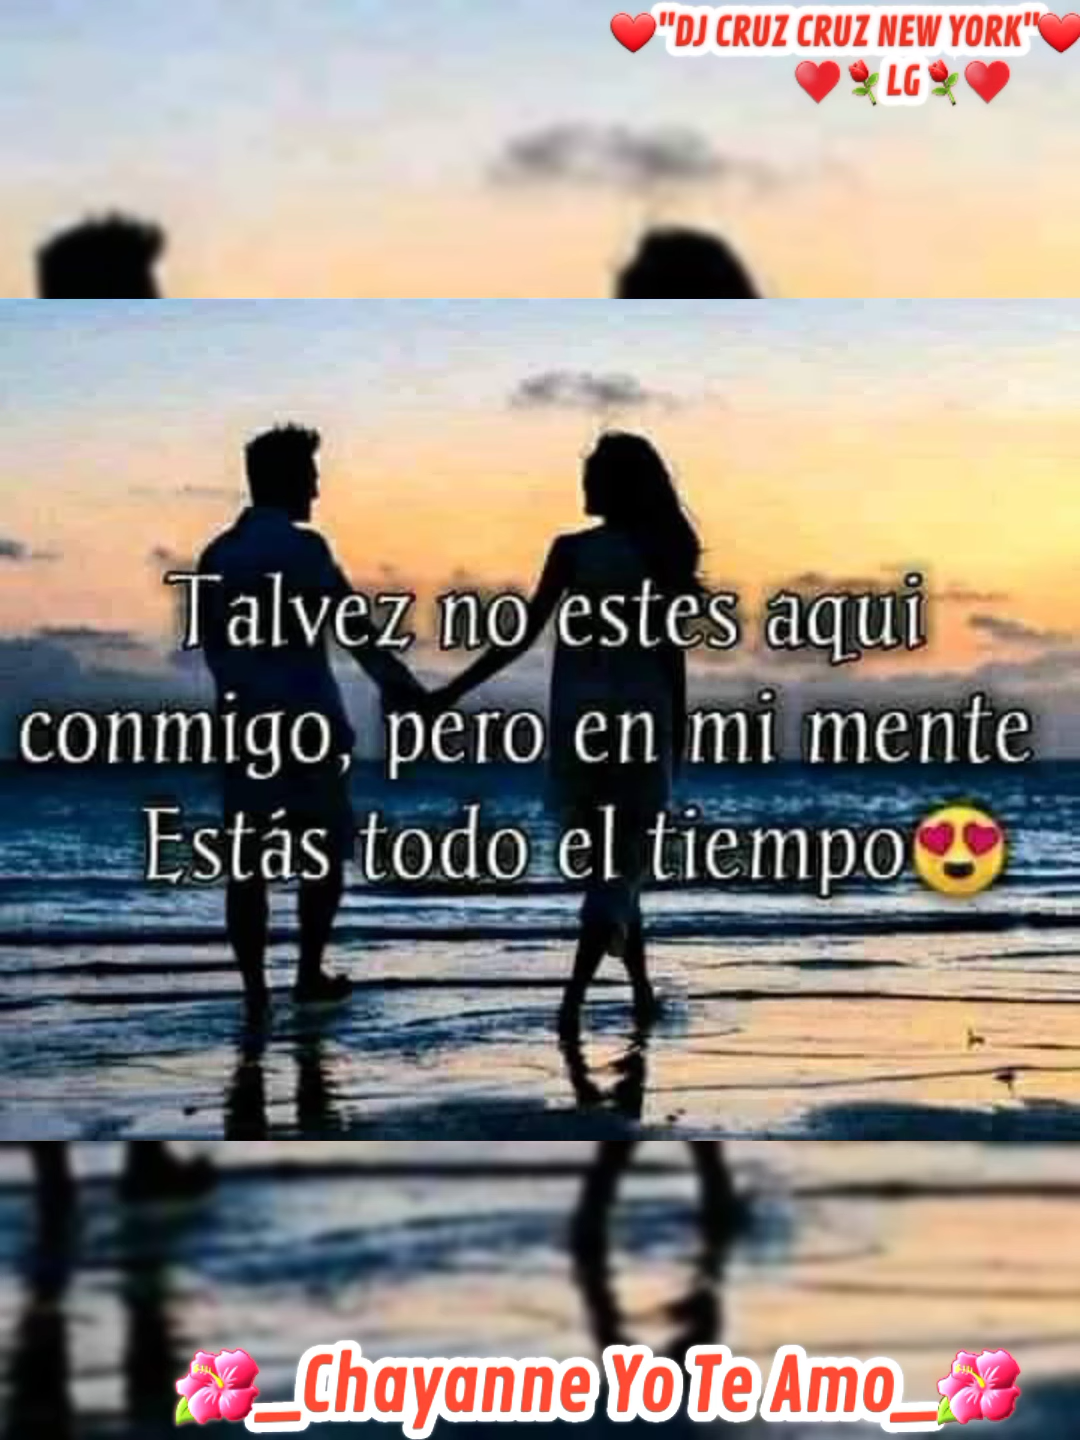 ❤️"DJ CRUZ CRUZ NEW YORK"❤️
♥️🌹LG🌹♥️
Talvez no estes aqui
conmigo, pero en mi mente
Estás todo el tiempo😍
🌺_Chayanne Yo Te Amo_🌺